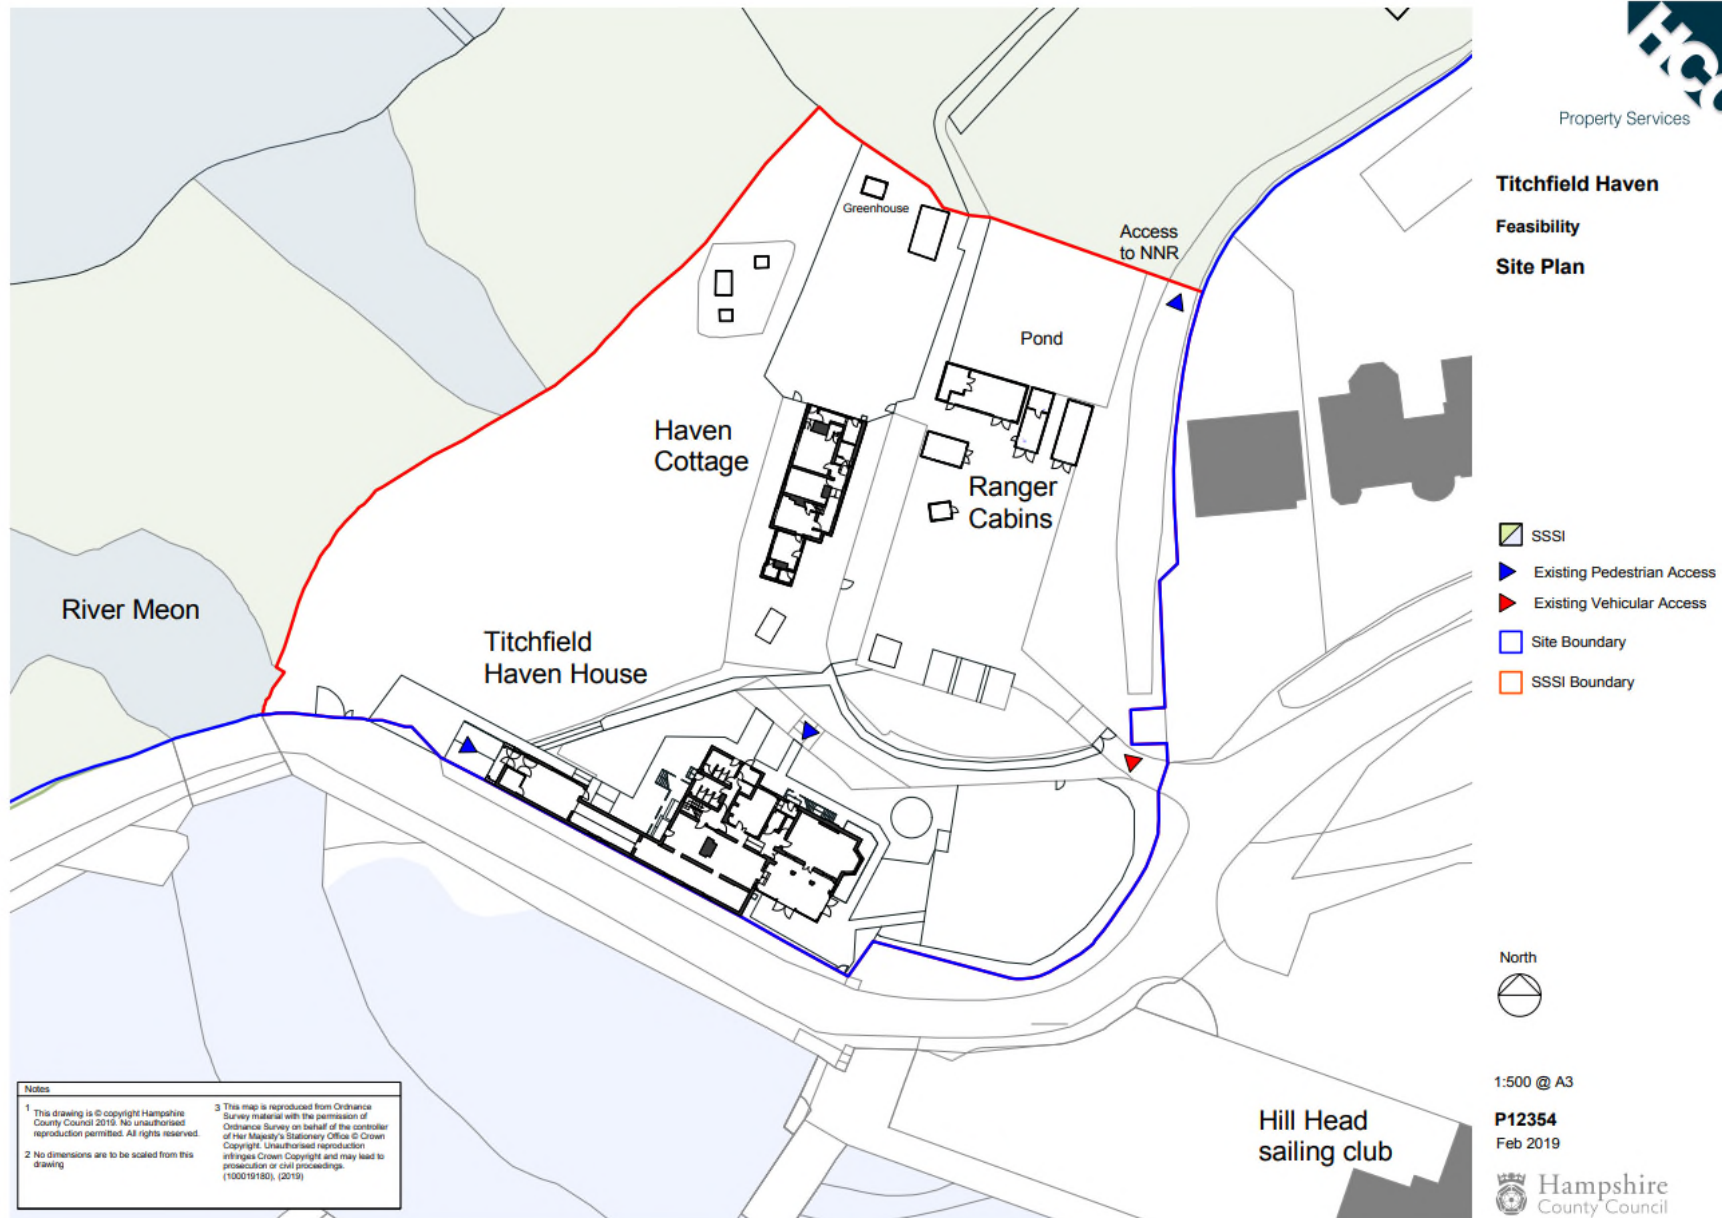 HCC
Property Services
Titchfield Haven
Feasibility
Site Plan
Greenhouse
Access
to NNR
Pond
Haven
Cottage
Ranger
Cabins
River Meon
Titchfield
Haven House
SSSI
Existing Pedestrian Access
Existing Vehicular Access
Site Boundary
SSSI Boundary
North
1:500 @ A3
P12354
Feb 2019
Hampshire
County Council
Hill Head
sailing club
Notes
1 This drawing is © copyright Hampshire
County Council 2019. No unauthorised
reproduction permitted. All rights reserved.
2 No dimensions are to be scaled from this
drawing
3 This map is reproduced from Ordnance
Survey material with the permission of
Ordnance Survey on behalf of the controller
of Her Majesty's Stationery Office © Crown
Copyright. Unauthorised reproduction
infringes Crown Copyright and may lead to
prosecution or civil proceedings.
(100019180), (2019)